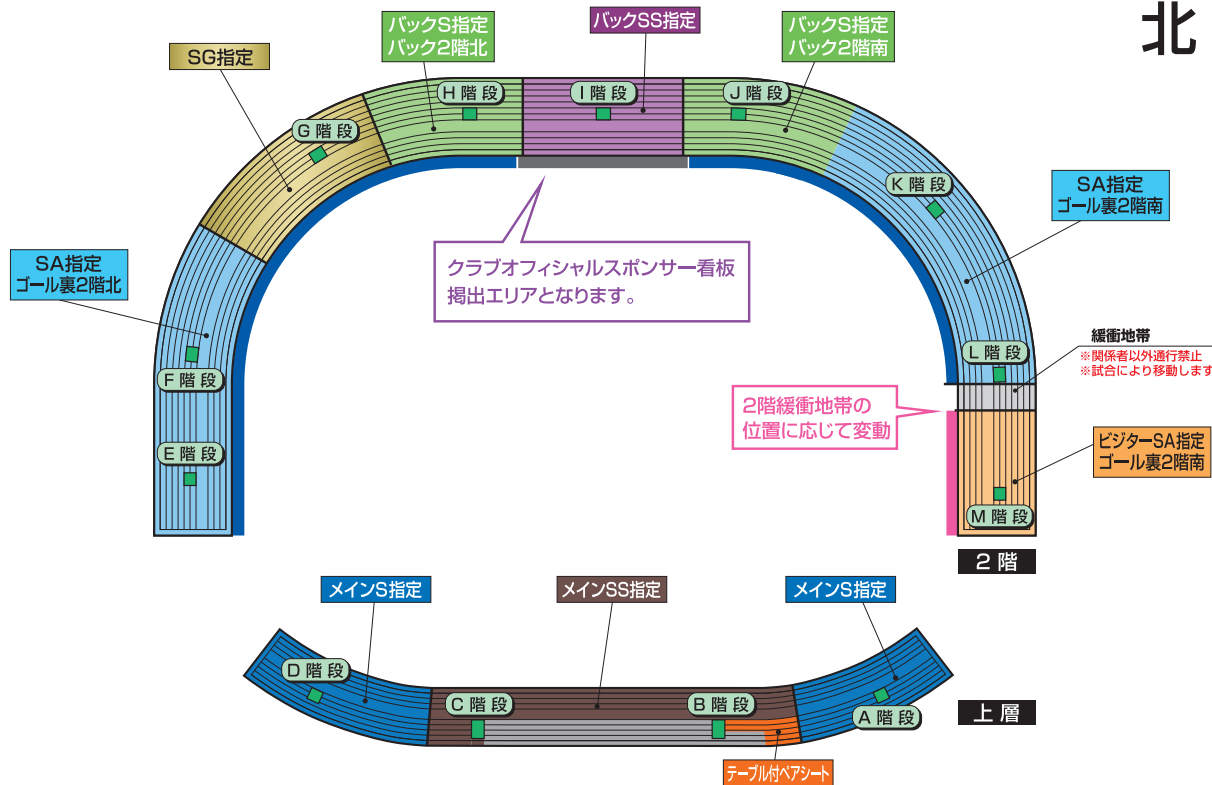 北
バックS指定
バック2階北
バックSS指定
バックS指定
バック2階南
SG指定
H 階 段
I 階 段
J 階 段
G 階 段
K 階 段
SA指定
ゴール裏2階南
SA指定
ゴール裏2階北
クラブオフィシャルスポンサー看板
掲出エリアとなります。
緩衝地帯
※関係者以外通行禁止
※試合により移動します
L 階 段
F 階 段
2階緩衝地帯の
位置に応じて変動
E 階 段
ビジターSA指定
ゴール裏2階南
M 階 段
2 階
メインS指定
メインSS指定
メインS指定
D 階 段
C 階 段
B 階 段
A 階 段
上 層
テーブル付ペアシート